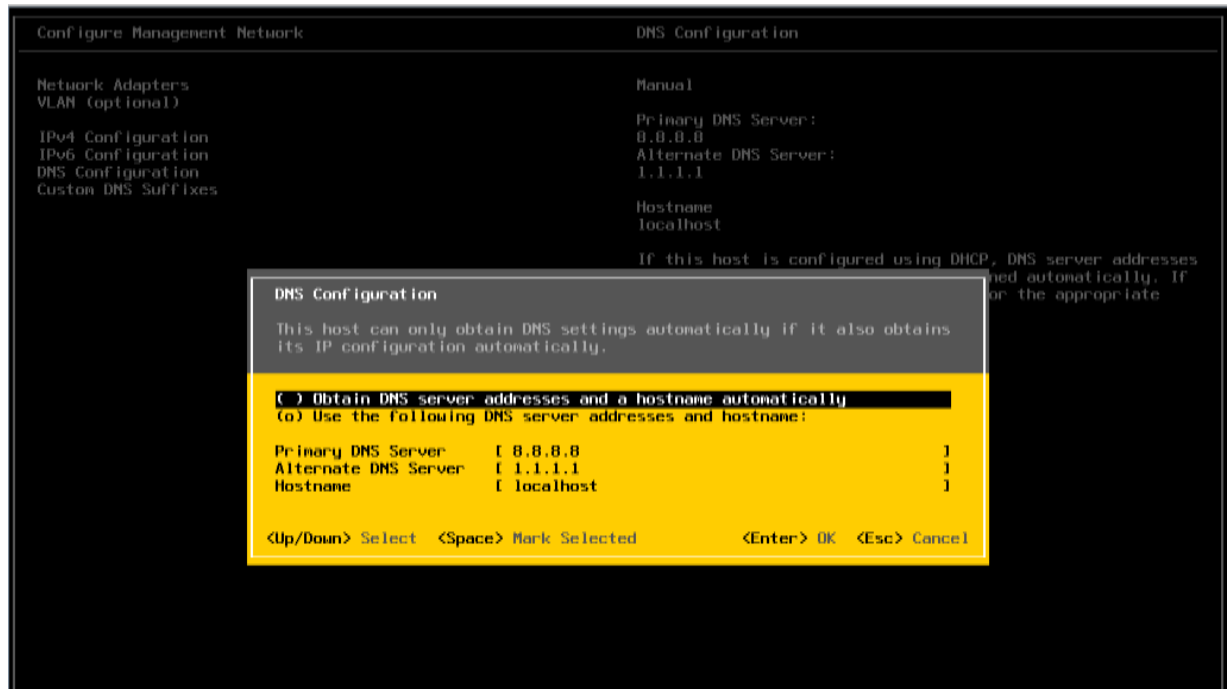 Configure Management Network
DNS Configuration
Network Adapters
VLAN (optional)
IPv4 Configuration
IPv6 Configuration
DNS Configuration
Custom DNS Suffixes
Manual
Primary DNS Server:
8.8.8.8
Alternate DNS Server:
1.1.1.1
Hostname
localhost
If this host is configured using DHCP, DNS server addresses
ned automatically. If
or the appropriate
DNS Configuration
This host can only obtain DNS settings automatically if it also obtains
its IP configuration automatically.
( ) Obtain DNS server addresses and a hostname automatically
(o) Use the following DNS server addresses and hostname:
Primary DNS Server [ 8.8.8.8 ]
Alternate DNS Server [ 1.1.1.1 ]
Hostname [ localhost ]
<Up/Down> Select <Space> Mark Selected <Enter> OK <Esc> Cancel